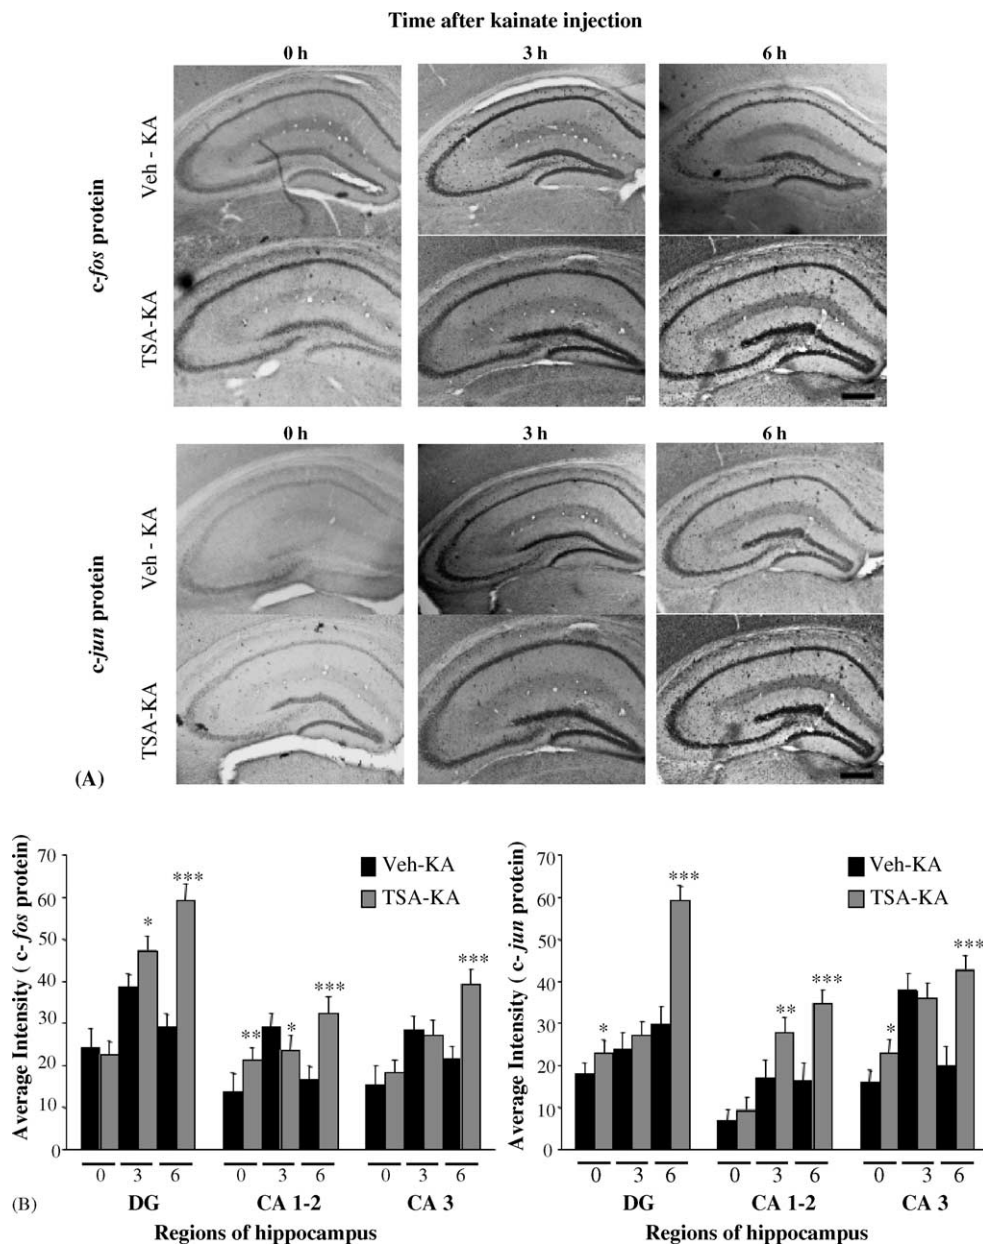 Time after kainate injection
0 h 3 h 6 h
c-fos protein
Veh - KA
TSA-KA
0 h 3 h 6 h
c-jun protein
Veh - KA
TSA-KA
(A)
Average Intensity ( c- fos protein)
70
60
50
40
30
20
10
0
Veh-KA
TSA-KA
* *** ** * *** ***
0 3 6 0 3 6 0 3 6
DG CA 1-2 CA 3
Regions of hippocampus
Average Intensity ( c- jun protein)
70
60
50
40
30
20
10
0
Veh-KA
TSA-KA
* *** ** *** * ***
0 3 6 0 3 6 0 3 6
DG CA 1-2 CA 3
Regions of hippocampus
(B)